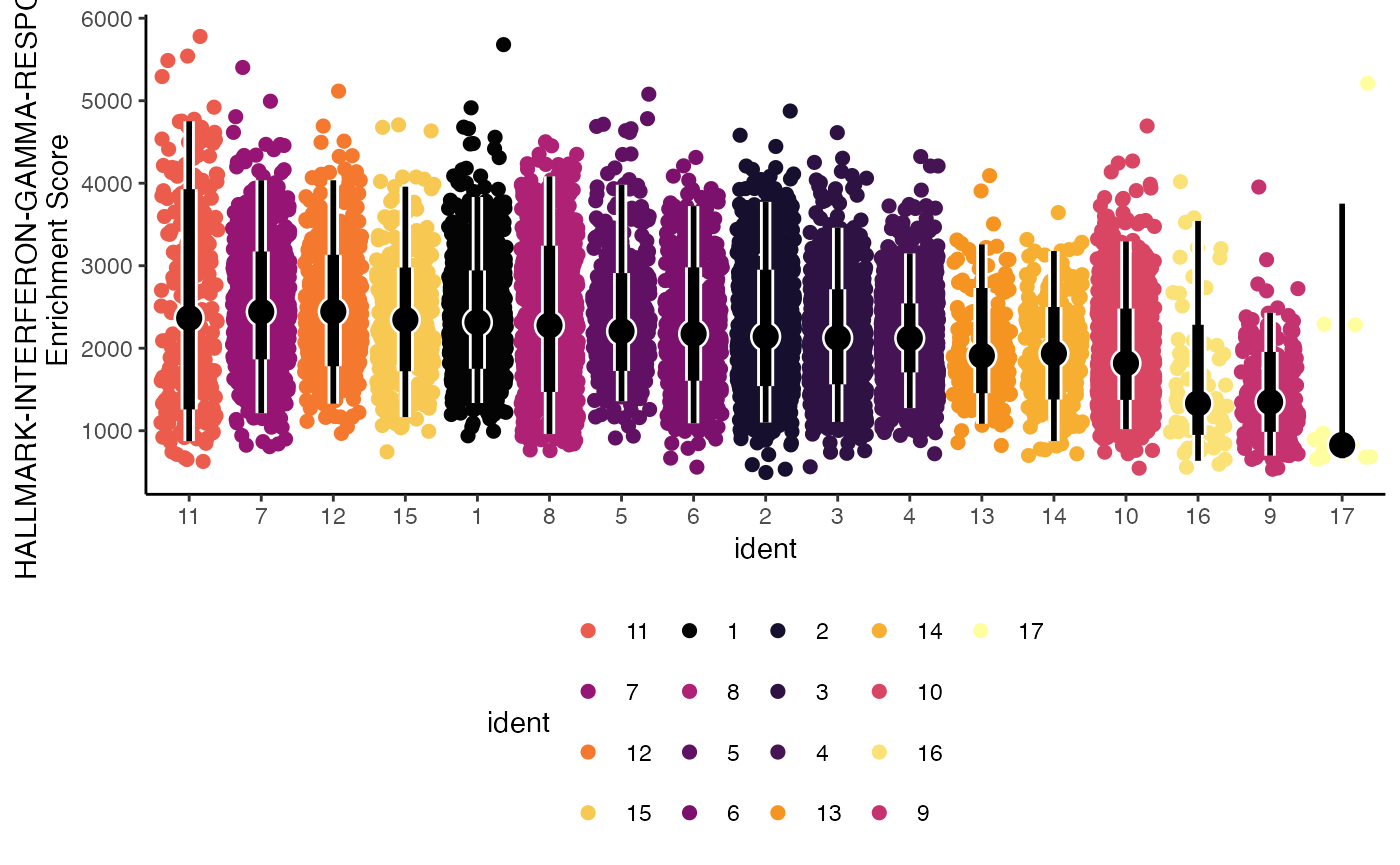 HALLMARK-INTERFERON-GAMMA-RESPO
Enrichment Score
6000
5000
4000
3000
2000
1000
11 7 12 15 1 8 5 6 2 3 4 13 14 10 16 9 17
ident
ident
11 1 2 14 17
7 8 3 10
12 5 4 16
15 6 13 9